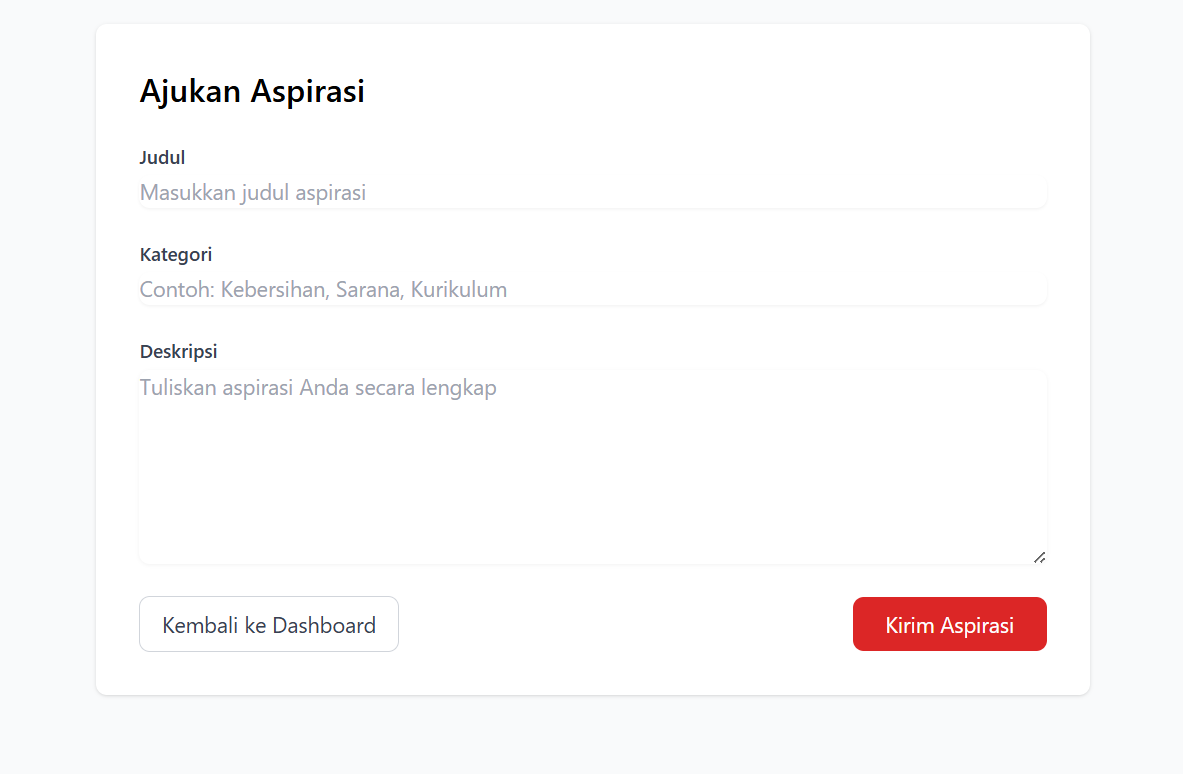 Ajukan Aspirasi
Judul
Masukkan judul aspirasi
Kategori
Contoh: Kebersihan, Sarana, Kurikulum
Deskripsi
Tuliskan aspirasi Anda secara lengkap
Kembali ke Dashboard
Kirim Aspirasi